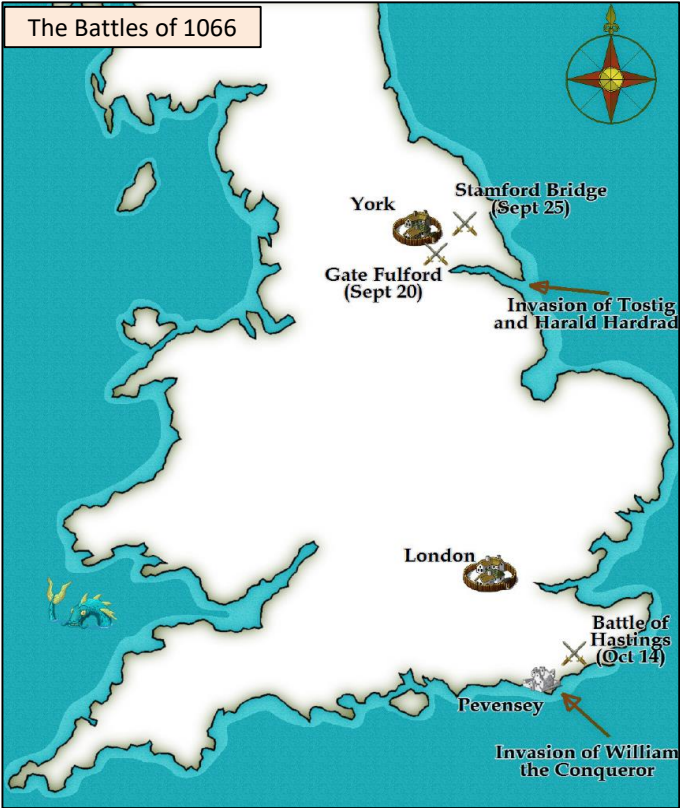 The Battles of 1066
York
Stamford Bridge
(Sept 25)
Gate Fulford
(Sept 20)
Invasion of Tostig
and Harald Hardrad
London
Battle of
Hastings
(Oct 14)
Pevensey
Invasion of William
the Conqueror